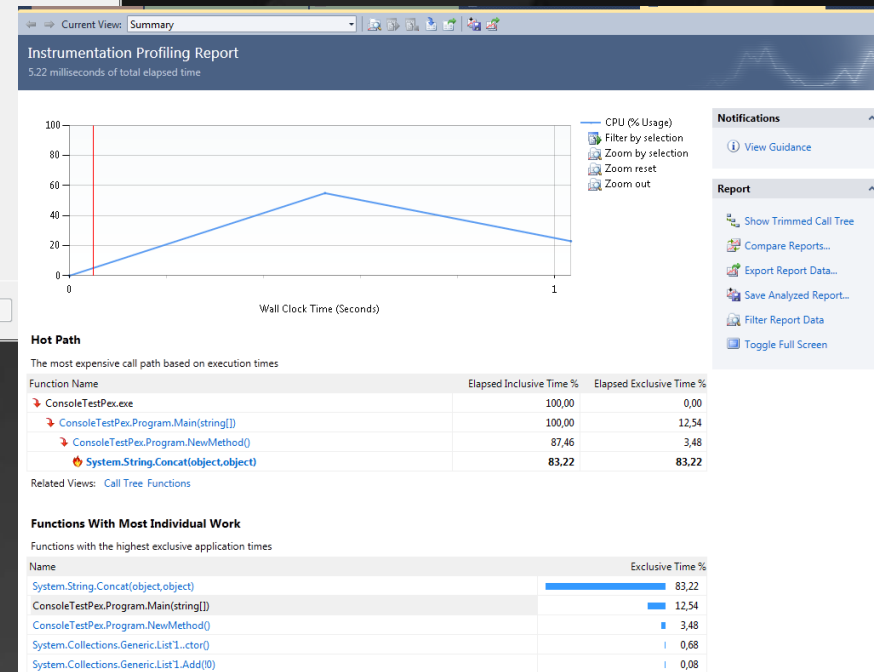 Current View: Summary
Instrumentation Profiling Report
5.22 milliseconds of total elapsed time
100
80
60
40
20
0
0
1
Wall Clock Time (Seconds)
CPU (% Usage)
Filter by selection
Zoom by selection
Zoom reset
Zoom out
Notifications
View Guidance
Report
Show Trimmed Call Tree
Compare Reports...
Export Report Data...
Save Analyzed Report...
Filter Report Data
Toggle Full Screen
Hot Path
The most expensive call path based on execution times
Function Name Elapsed Inclusive Time % Elapsed Exclusive Time %
ConsoleTestPex.exe 100,00 0,00
ConsoleTestPex.Program.Main(string[]) 100,00 12,54
ConsoleTestPex.Program.NewMethod() 87,46 3,48
System.String.Concat(object,object) 83,22 83,22
Related Views: Call Tree Functions
Functions With Most Individual Work
Functions with the highest exclusive application times
Name Exclusive Time %
System.String.Concat(object,object) 83,22
ConsoleTestPex.Program.Main(string[]) 12,54
ConsoleTestPex.Program.NewMethod() 3,48
System.Collections.Generic.List`1..ctor() 0,68
System.Collections.Generic.List`1.Add(!0) 0,08